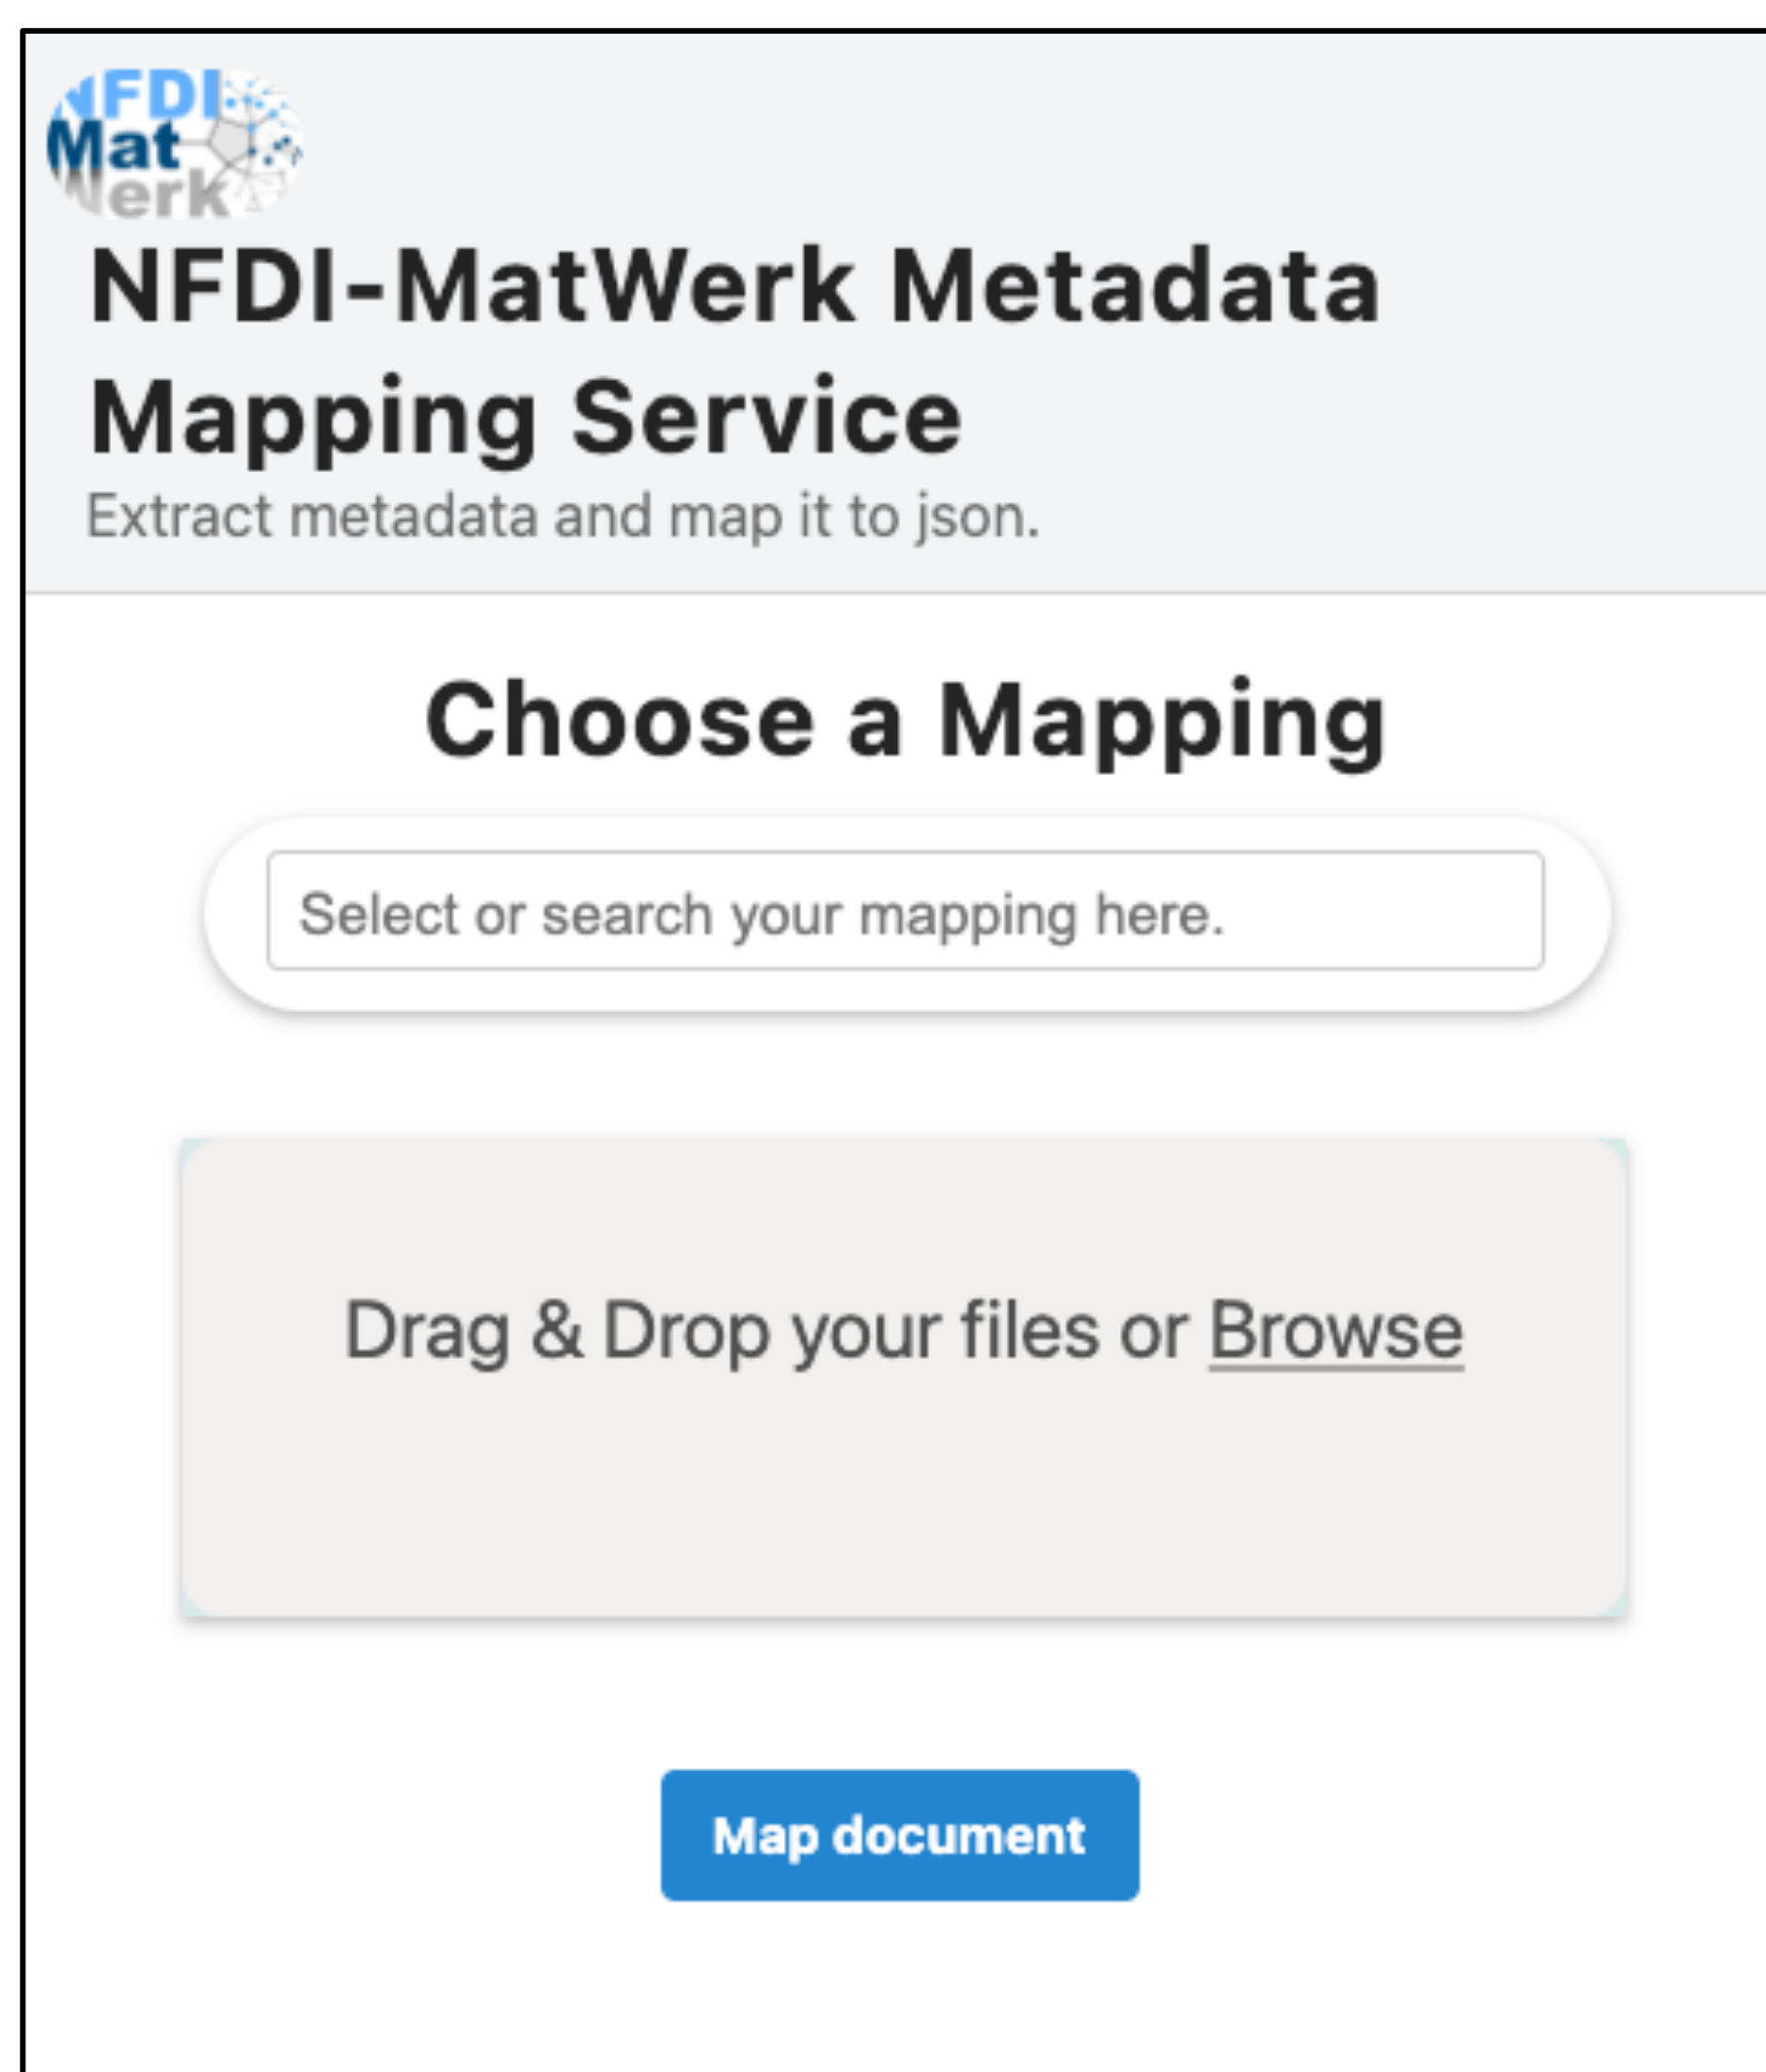 NFDI
Mat
Werk
NFDI-MatWerk Metadata
Mapping Service
Extract metadata and map it to json.
Choose a Mapping
Select or search your mapping here.
Drag & Drop your files or Browse
Map document